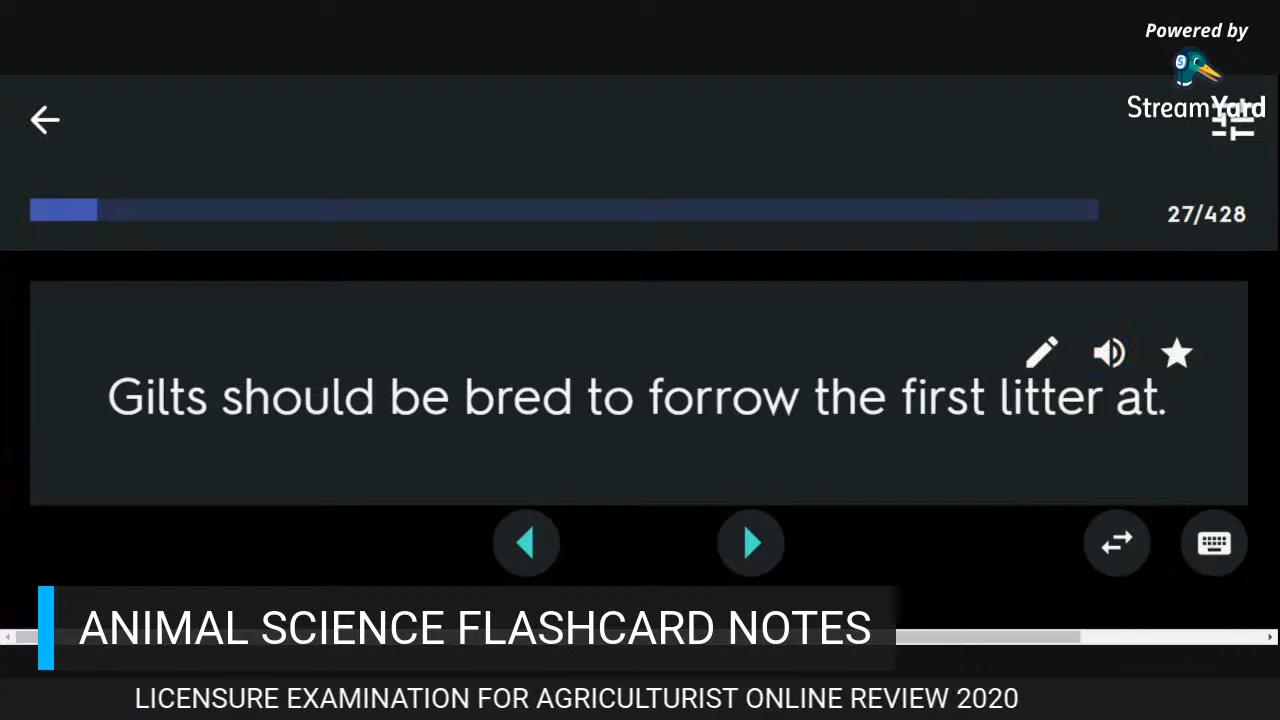 Powered by
StreamYard
27/428
Gilts should be bred to forrow the first litter at.
ANIMAL SCIENCE FLASHCARD NOTES
LICENSURE EXAMINATION FOR AGRICULTURIST ONLINE REVIEW 2020